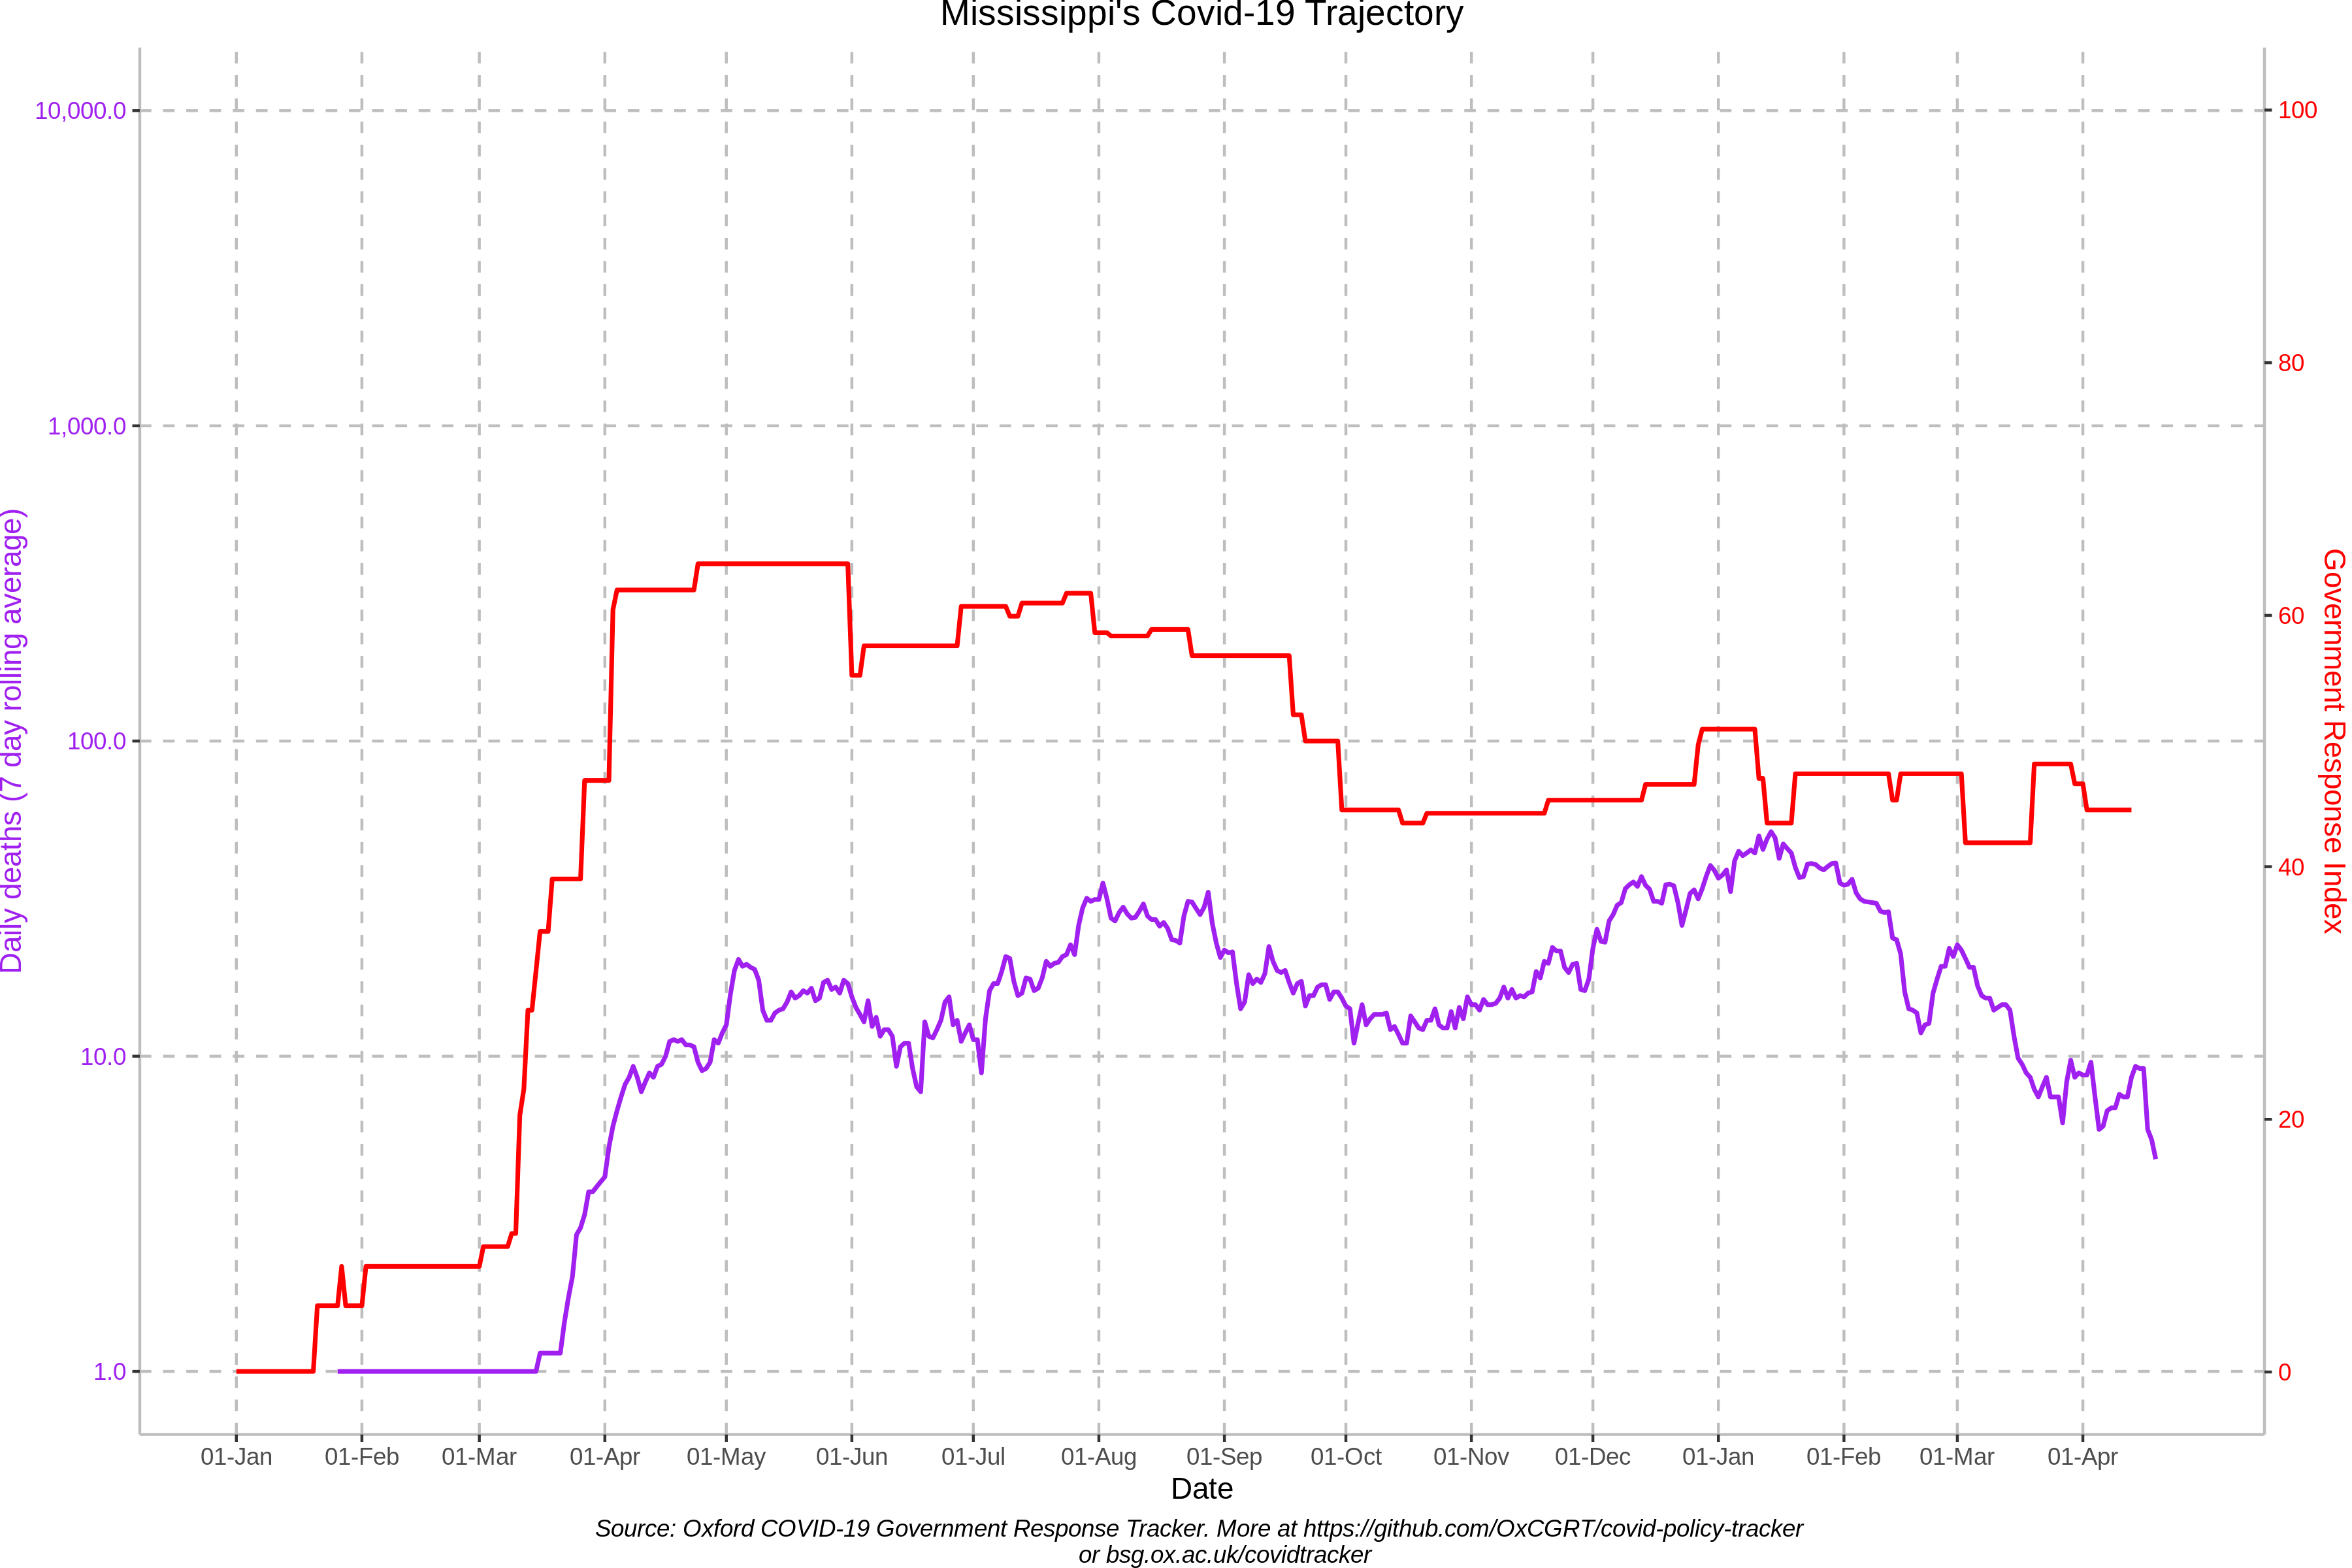 Mississippi's Covid-19 Trajectory
10,000.0
1,000.0
100.0
10.0
1.0
Daily deaths (7 day rolling average)
100
80
60
40
20
0
Government Response Index
01-Jan 01-Feb 01-Mar 01-Apr 01-May 01-Jun 01-Jul 01-Aug 01-Sep 01-Oct 01-Nov 01-Dec 01-Jan 01-Feb 01-Mar 01-Apr
Date
Source: Oxford COVID-19 Government Response Tracker. More at https://github.com/OxCGRT/covid-policy-tracker
or bsg.ox.ac.uk/covidtracker